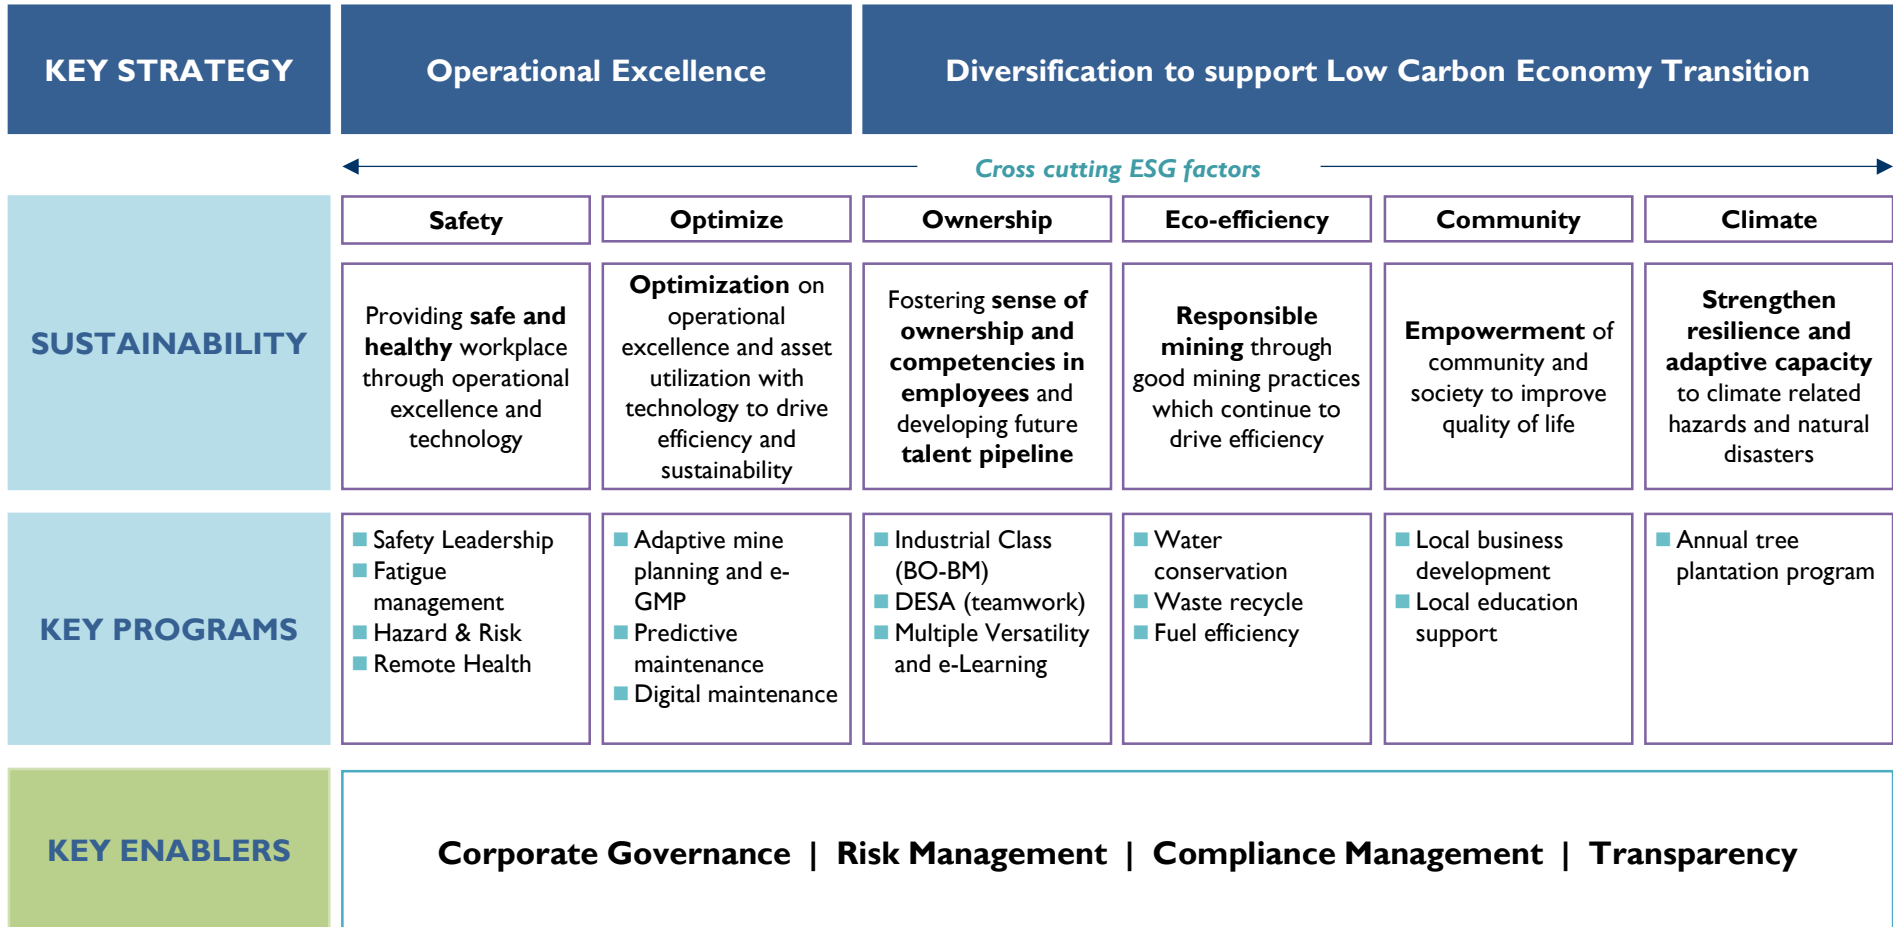 KEY STRATEGY
Operational Excellence
Diversification to support Low Carbon Economy Transition
Cross cutting ESG factors
SUSTAINABILITY
Safety
Optimize
Ownership
Eco-efficiency
Community
Climate
Providing safe and
healthy workplace
through operational
excellence and
technology
Optimization on
operational
excellence and asset
utilization with
technology to drive
efficiency and
sustainability
Fostering sense of
ownership and
competencies in
employees and
developing future
talent pipeline
Responsible
mining through
good mining practices
which continue to
drive efficiency
Empowerment of
community and
society to improve
quality of life
Strengthen
resilience and
adaptive capacity
to climate related
hazards and natural
disasters
KEY PROGRAMS
Safety Leadership
Fatigue
management
Hazard & Risk
Remote Health
Adaptive mine
planning and e-
GMP
Predictive
maintenance
Digital maintenance
Industrial Class
(BO-BM)
DESA (teamwork)
Multiple Versatility
and e-Learning
Water
conservation
Waste recycle
Fuel efficiency
Local business
development
Local education
support
Annual tree
plantation program
KEY ENABLERS
Corporate Governance | Risk Management | Compliance Management | Transparency